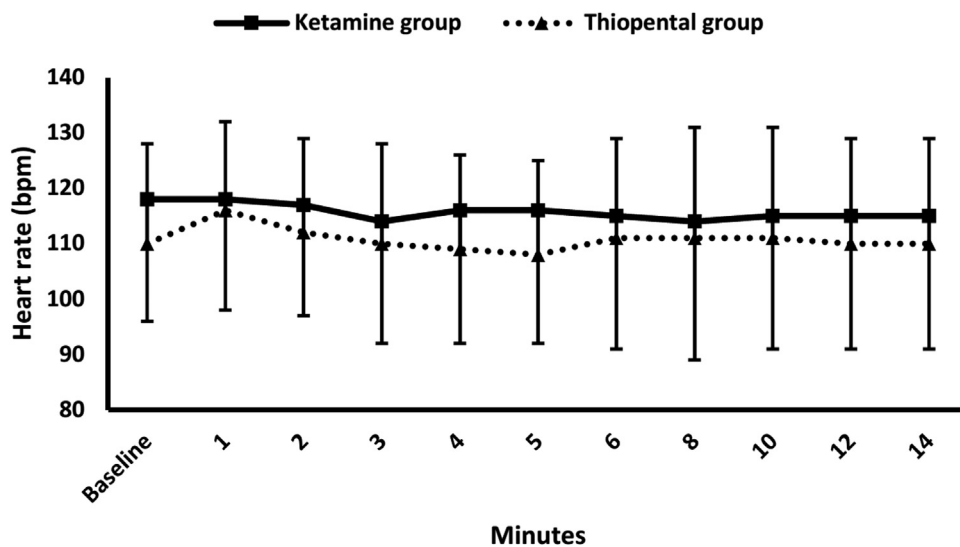 Ketamine group Thiopental group
140
130
120
110
100
90
80
Heart rate (bpm)
Baseline 1 2 3 4 5 6 8 10 12 14
Minutes